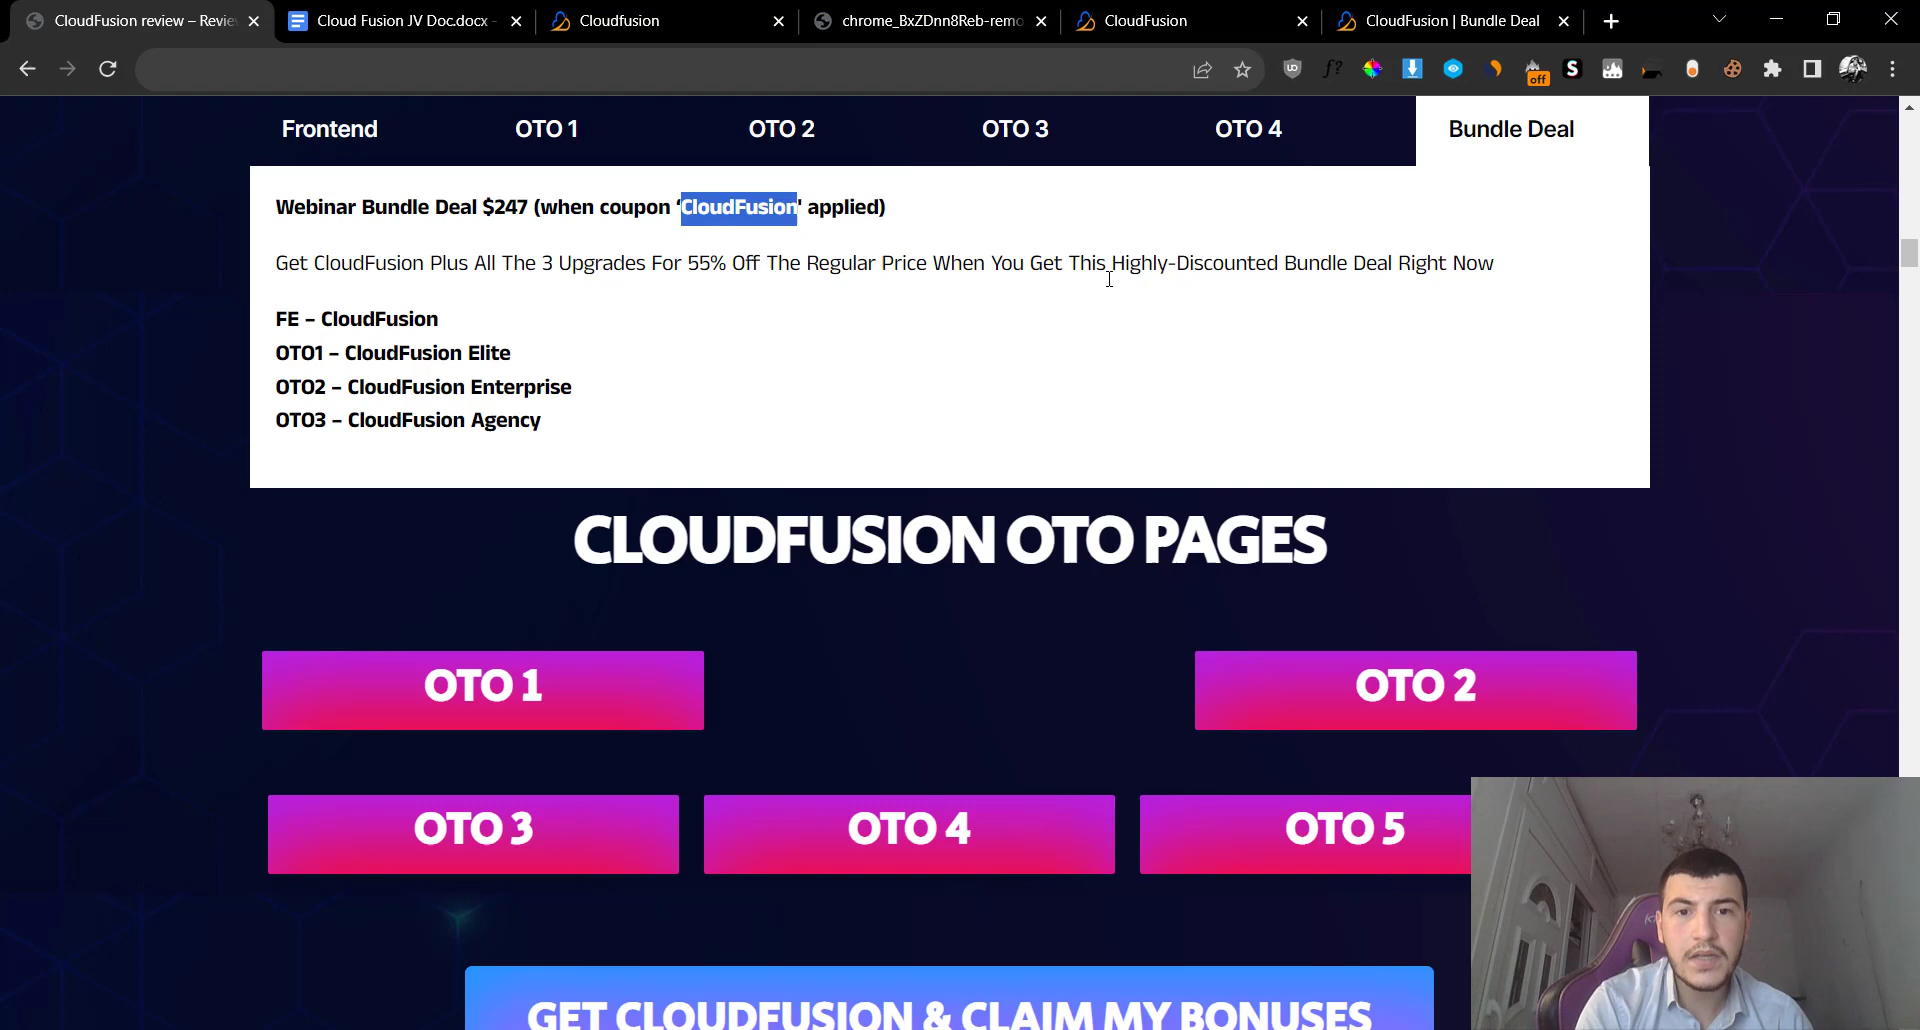 CloudFusion review – Revie
Cloud Fusion JV Doc.docx -
Cloudfusion
chrome_BxZDnn8Reb-remo
CloudFusion
CloudFusion | Bundle Deal
off
Frontend
OTO 1
OTO 2
OTO 3
OTO 4
Bundle Deal
Webinar Bundle Deal $247 (when coupon ‘CloudFusion’ applied)
Get CloudFusion Plus All The 3 Upgrades For 55% Off The Regular Price When You Get This Highly-Discounted Bundle Deal Right Now
FE – CloudFusion
OTO1 – CloudFusion Elite
OTO2 – CloudFusion Enterprise
OTO3 – CloudFusion Agency
CLOUDFUSION OTO PAGES
OTO 1
OTO 2
OTO 3
OTO 4
OTO 5
GET CLOUDFUSION & CLAIM MY BONUSES